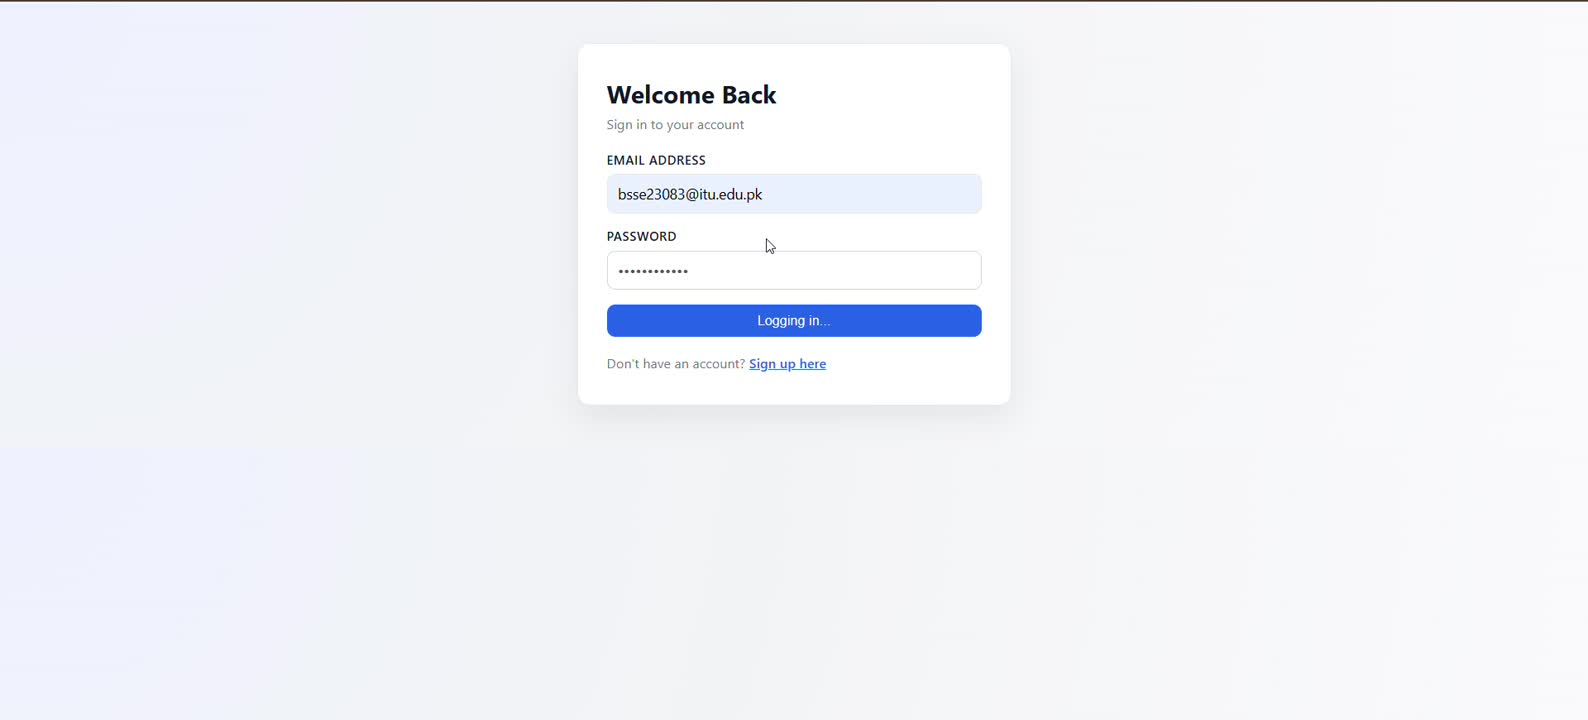 Welcome Back
Sign in to your account
EMAIL ADDRESS
bsse23083@itu.edu.pk
PASSWORD
••••••••••••
Logging in...
Don't have an account? Sign up here